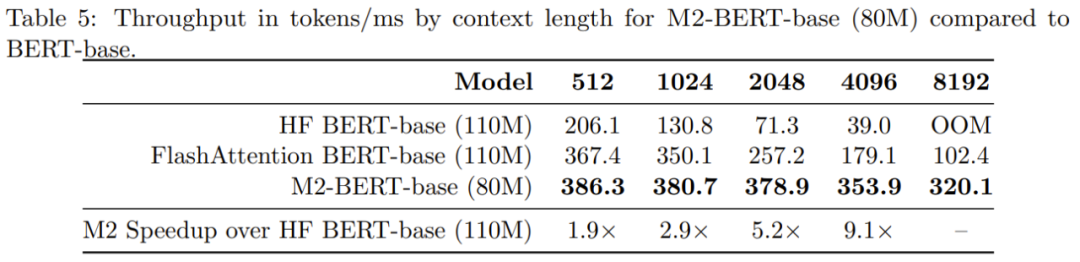 Table 5: Throughput in tokens/ms by context length for M2-BERT-base (80M) compared to
BERT-base.
Model 512 1024 2048 4096 8192
HF BERT-base (110M) 206.1 130.8 71.3 39.0 OOM
FlashAttention BERT-base (110M) 367.4 350.1 257.2 179.1 102.4
M2-BERT-base (80M) 386.3 380.7 378.9 353.9 320.1
M2 Speedup over HF BERT-base (110M) 1.9× 2.9× 5.2× 9.1× –